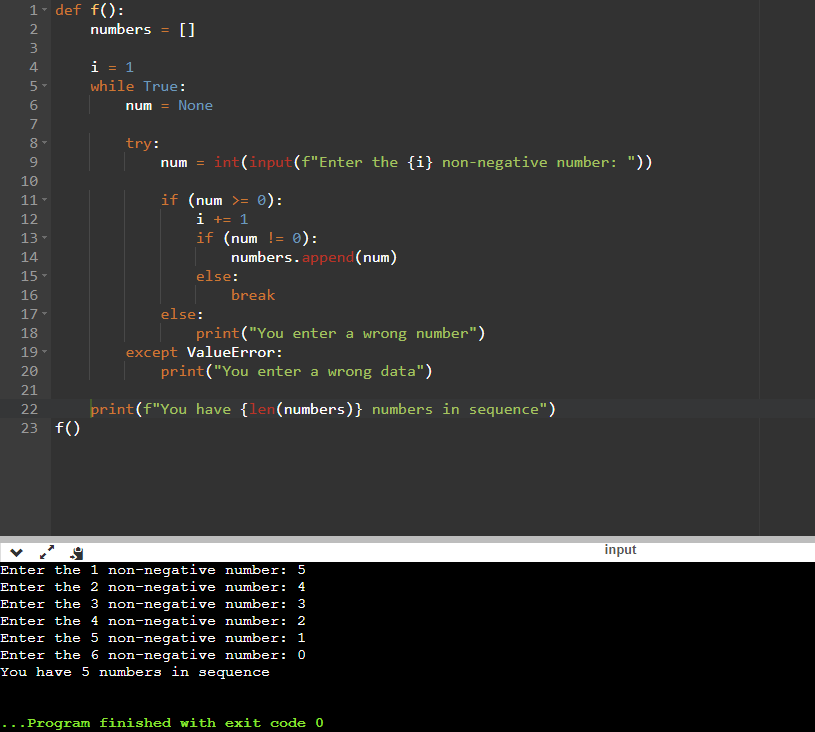 1 def f():
2     numbers = []
3
4     i = 1
5     while True:
6         num = None
7
8         try:
9             num = int(input(f"Enter the {i} non-negative number: "))
10
11             if (num >= 0):
12                 i += 1
13                 if (num != 0):
14                     numbers.append(num)
15                 else:
16                     break
17             else:
18                 print("You enter a wrong number")
19         except ValueError:
20             print("You enter a wrong data")
21
22     print(f"You have {len(numbers)} numbers in sequence")
23 f()
input
Enter the 1 non-negative number: 5
Enter the 2 non-negative number: 4
Enter the 3 non-negative number: 3
Enter the 4 non-negative number: 2
Enter the 5 non-negative number: 1
Enter the 6 non-negative number: 0
You have 5 numbers in sequence
...Program finished with exit code 0